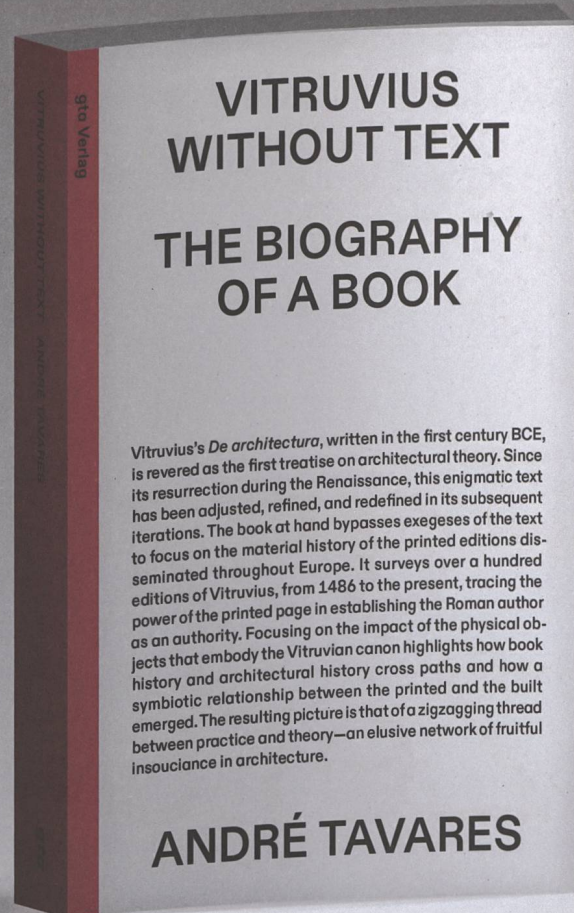 VITRUVIUS WITHOUT TEXT ANDRÉ TAVARES
gta Verlag
VITRUVIUS
WITHOUT TEXT
THE BIOGRAPHY
OF A BOOK
Vitruvius's De architectura, written in the first century BCE,
is revered as the first treatise on architectural theory. Since
its resurrection during the Renaissance, this enigmatic text
has been adjusted, refined, and redefined in its subsequent
iterations. The book at hand bypasses exegeses of the text
to focus on the material history of the printed editions dis-
seminated throughout Europe. It surveys over a hundred
editions of Vitruvius, from 1486 to the present, tracing the
power of the printed page in establishing the Roman author
as an authority. Focusing on the impact of the physical ob-
jects that embody the Vitruvian canon highlights how book
history and architectural history cross paths and how a
symbiotic relationship between the printed and the built
emerged. The resulting picture is that of a zigzagging thread
between practice and theory—an elusive network of fruitful
insouciance in architecture.
ANDRÉ TAVARES